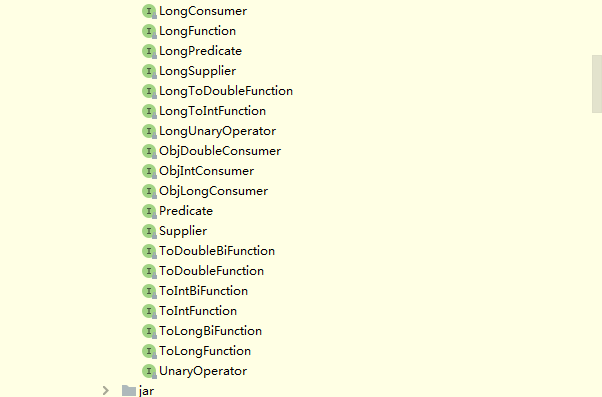 LongConsumer
LongFunction
LongPredicate
LongSupplier
LongToDoubleFunction
LongToIntFunction
LongUnaryOperator
ObjDoubleConsumer
ObjIntConsumer
ObjLongConsumer
Predicate
Supplier
ToDoubleBiFunction
ToDoubleFunction
ToIntBiFunction
ToIntFunction
ToLongBiFunction
ToLongFunction
UnaryOperator
jar